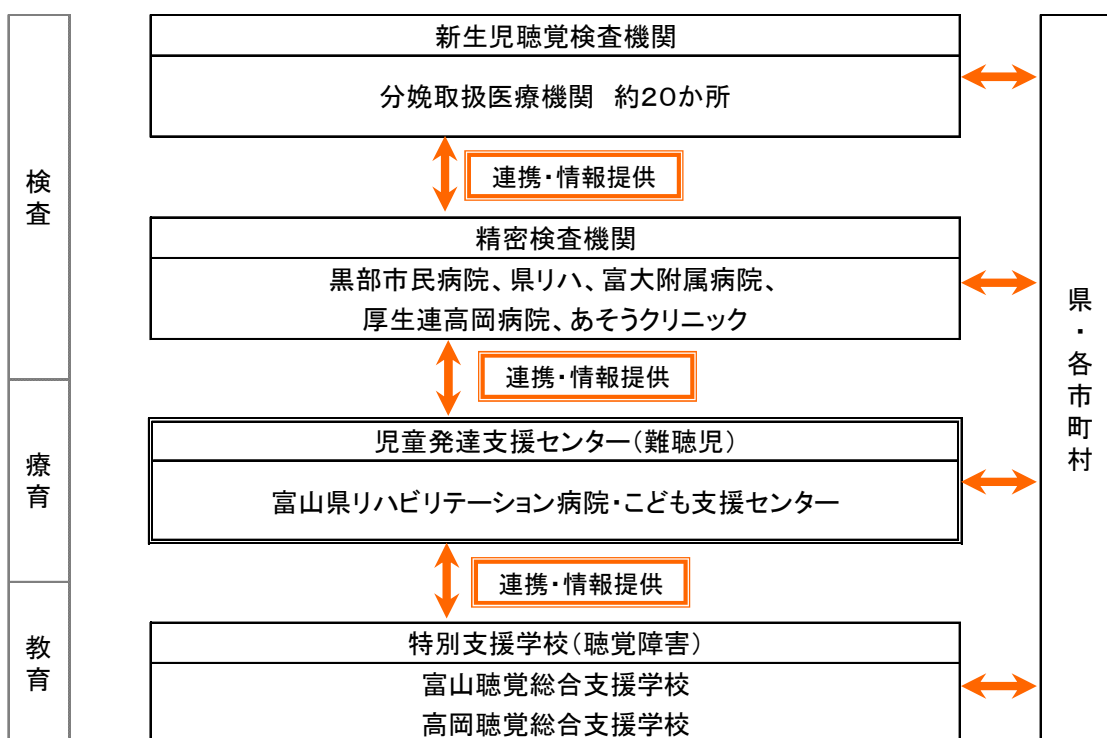 検査
新生児聴覚検査機関
分娩取扱医療機関 約20か所
連携・情報提供
精密検査機関
黒部市民病院、県リハ、富大附属病院、
厚生連高岡病院、あそうクリニック
連携・情報提供
療育
児童発達支援センター(難聴児)
富山県リハビリテーション病院・こども支援センター
連携・情報提供
教育
特別支援学校(聴覚障害)
富山聴覚総合支援学校
高岡聴覚総合支援学校
県・各市町村